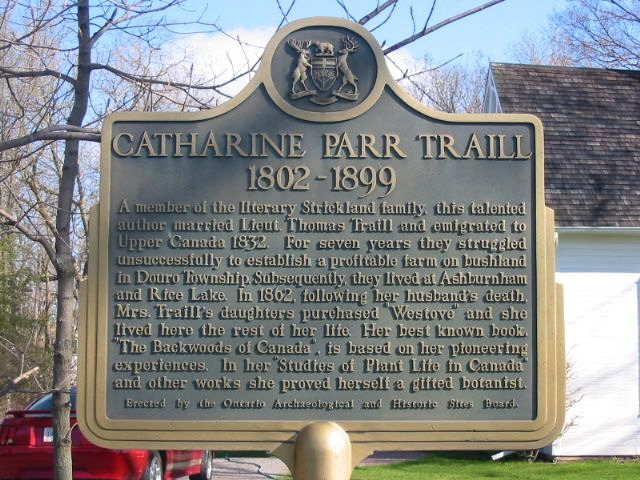 CATHARINE PARR TRAILL
1802-1899
A member of the literary Strickland family, this talented
author married Lieut. Thomas Traill and emigrated to
Upper Canada 1832. For seven years they struggled
unsuccessfully to establish a profitable farm on bushland
in Douro Township. Subsequently, they lived at Ashburnham
and Rice Lake. In 1862, following her husband's death,
Mrs. Traill's daughters purchased "Westove" and she
lived here the rest of her life. Her best known book,
"The Backwoods of Canada", is based on her pioneering
experiences. In her "Studies of Plant Life in Canada"
and other works she proved herself a gifted botanist.
Erected by the Ontario Archaeological and Historic Sites Board.